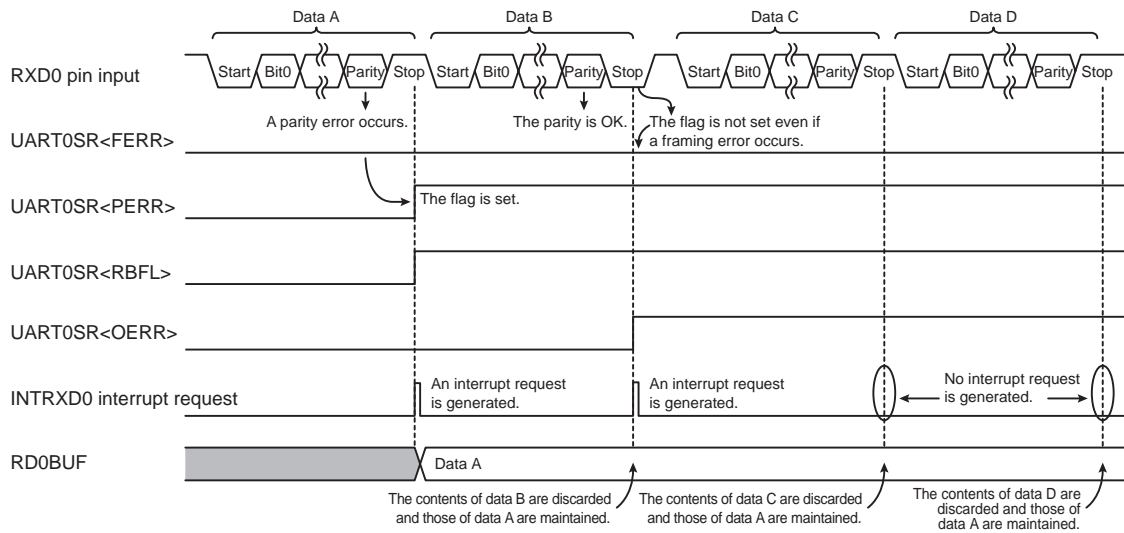 Data A Data B Data C Data D
RXD0 pin input Start Bit0 Parity Stop Start Bit0 Parity Stop Start Bit0 Parity Stop Start Bit0 Parity Stop
A parity error occurs. The parity is OK. The flag is not set even if
a framing error occurs.
UART0SR<FERR>
UART0SR<PERR> The flag is set.
UART0SR<RBFL>
UART0SR<OERR>
An interrupt request
is generated.
An interrupt request
is generated.
No interrupt request
is generated.
INTRXD0 interrupt request
RD0BUF Data A
The contents of data B are discarded
and those of data A are maintained.
The contents of data C are discarded
and those of data A are maintained.
The contents of data D are
discarded and those of
data A are maintained.